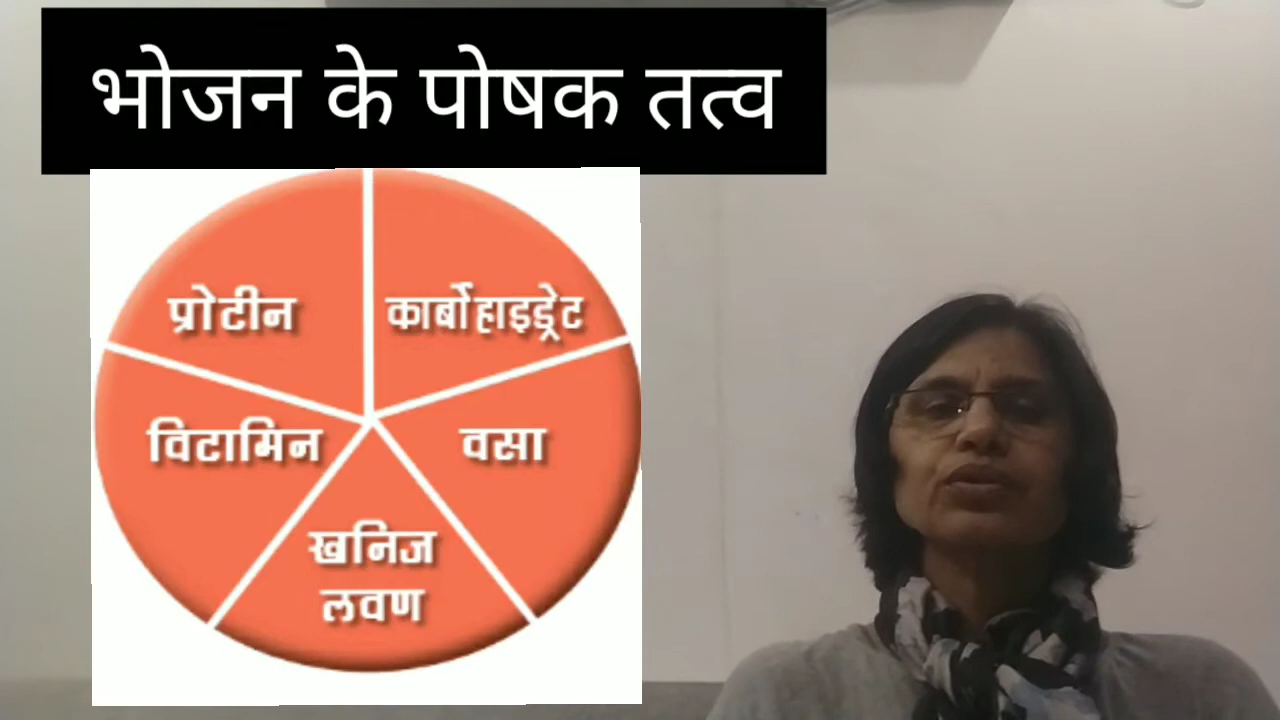 भोजन के पोषक तत्व
प्रोटीन
कार्बोहाइड्रेट
विटामिन
वसा
खनिज
लवण